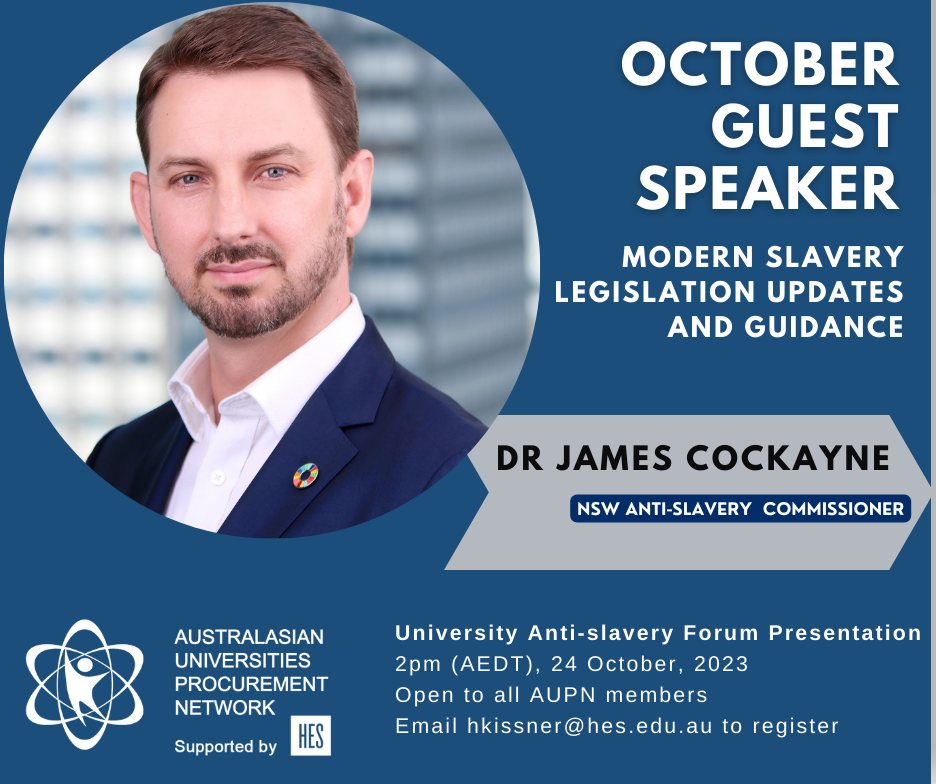 OCTOBER
GUEST
SPEAKER
MODERN SLAVERY
LEGISLATION UPDATES
AND GUIDANCE
DR JAMES COCKAYNE
NSW ANTI-SLAVERY COMMISSIONER
AUSTRALASIAN
UNIVERSITIES
PROCUREMENT
NETWORK
Supported by
HES
University Anti-slavery Forum Presentation
2pm (AEDT), 24 October, 2023
Open to all AUPN members
Email hkissner@hes.edu.au to register